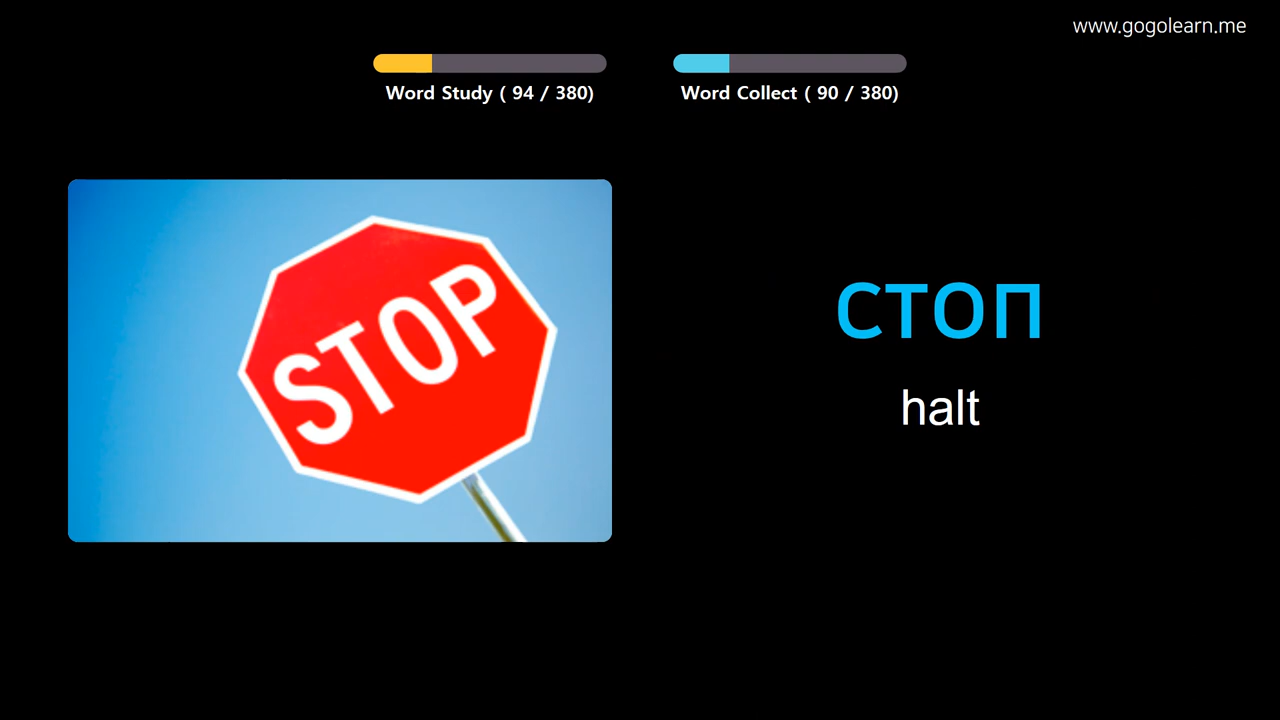 www.gogolearn.me
Word Study ( 94 / 380)
Word Collect ( 90 / 380)
STOP
стоп
halt